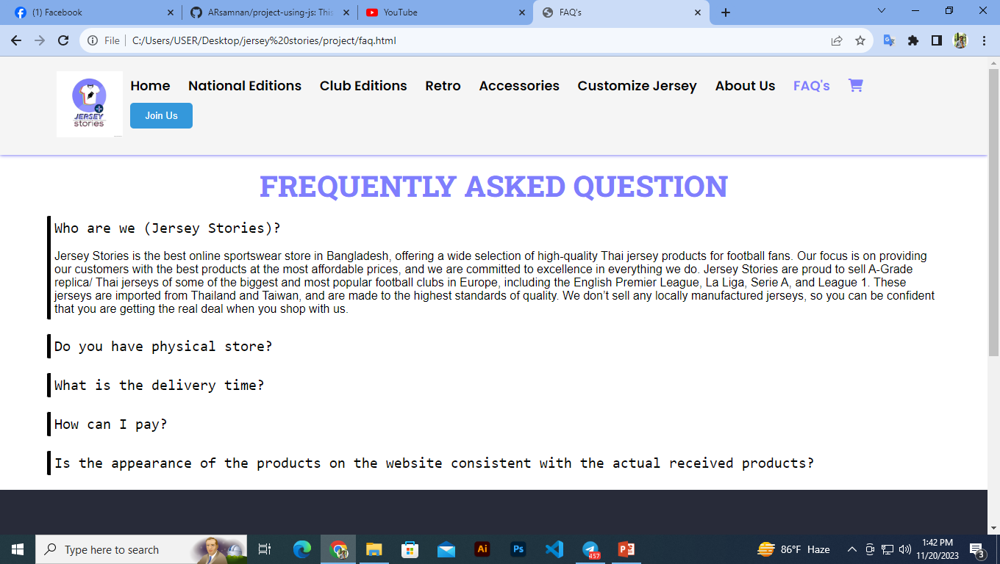 (1) Facebook
ARsamnan/project-using-js: This
YouTube
FAQ's
File
C:/Users/USER/Desktop/jersey%20stories/project/faq.html
JERSEY
stories
Home
National Editions
Club Editions
Retro
Accessories
Customize Jersey
About Us
FAQ's
Join Us
FREQUENTLY ASKED QUESTION
Who are we (Jersey Stories)?
Jersey Stories is the best online sportswear store in Bangladesh, offering a wide selection of high-quality Thai jersey products for football fans. Our focus is on providing
our customers with the best products at the most affordable prices, and we are committed to excellence in everything we do. Jersey Stories are proud to sell A-Grade
replica/ Thai jerseys of some of the biggest and most popular football clubs in Europe, including the English Premier League, La Liga, Serie A, and League 1. These
jerseys are imported from Thailand and Taiwan, and are made to the highest standards of quality. We don’t sell any locally manufactured jerseys, so you can be confident
that you are getting the real deal when you shop with us.
Do you have physical store?
What is the delivery time?
How can I pay?
Is the appearance of the products on the website consistent with the actual received products?
Type here to search
Ai
Ps
457
86°F Haze
1:42 PM
11/20/2023
3